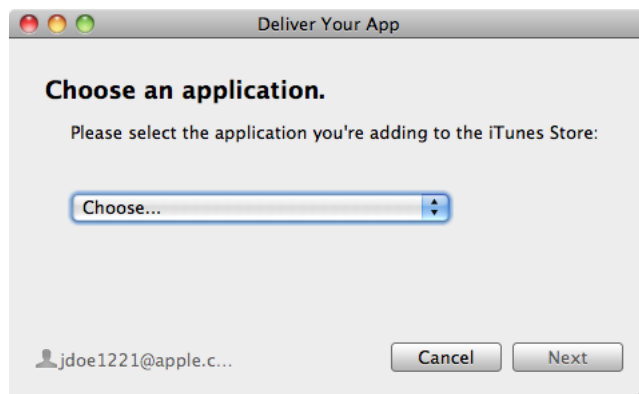 Deliver Your App
Choose an application.
Please select the application you're adding to the iTunes Store:
Choose...
jdoe1221@apple.c...
Cancel
Next